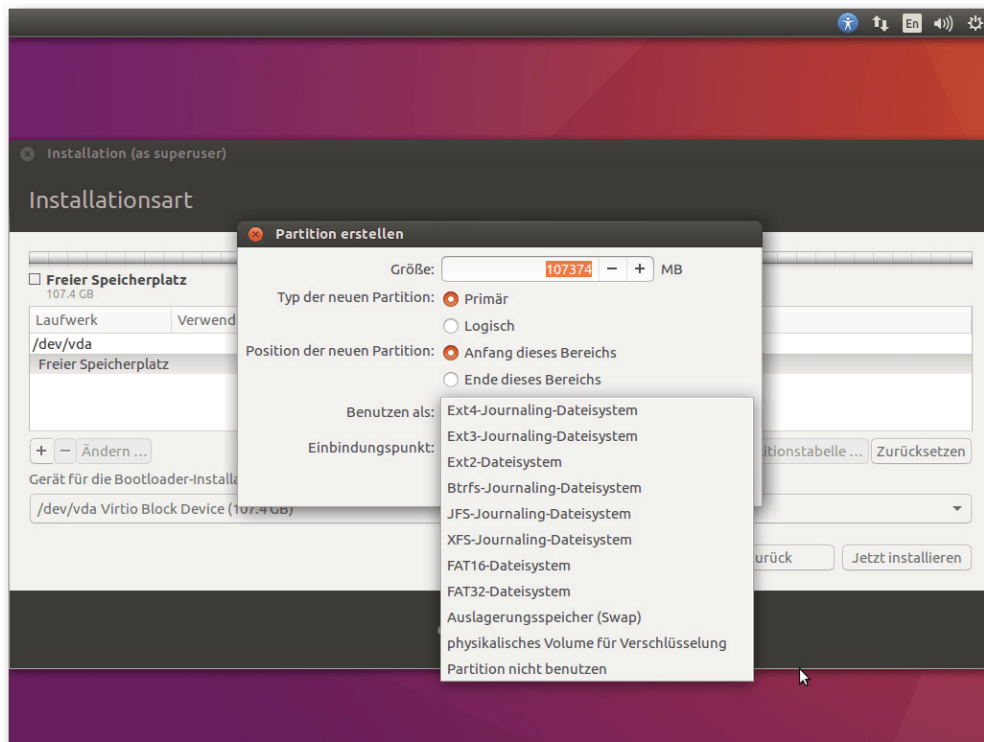 En
Installation (as superuser)
Installationsart
Partition erstellen
Größe: 107374 − + MB
Typ der neuen Partition: Primär
Logisch
Position der neuen Partition: Anfang dieses Bereichs
Ende dieses Bereichs
Benutzen als:
Einbindungspunkt:
Ext4-Journaling-Dateisystem
Ext3-Journaling-Dateisystem
Ext2-Dateisystem
Btrfs-Journaling-Dateisystem
JFS-Journaling-Dateisystem
XFS-Journaling-Dateisystem
FAT16-Dateisystem
FAT32-Dateisystem
Auslagerungsspeicher (Swap)
physikalisches Volume für Verschlüsselung
Partition nicht benutzen
Freier Speicherplatz
107.4 GB
Laufwerk Verwend
/dev/vda
Freier Speicherplatz
+ − Ändern ... itionstabelle ... Zurücksetzen
Gerät für die Bootloader-Installa
/dev/vda Virtio Block Device (107.4 GB)
urück Jetzt installieren